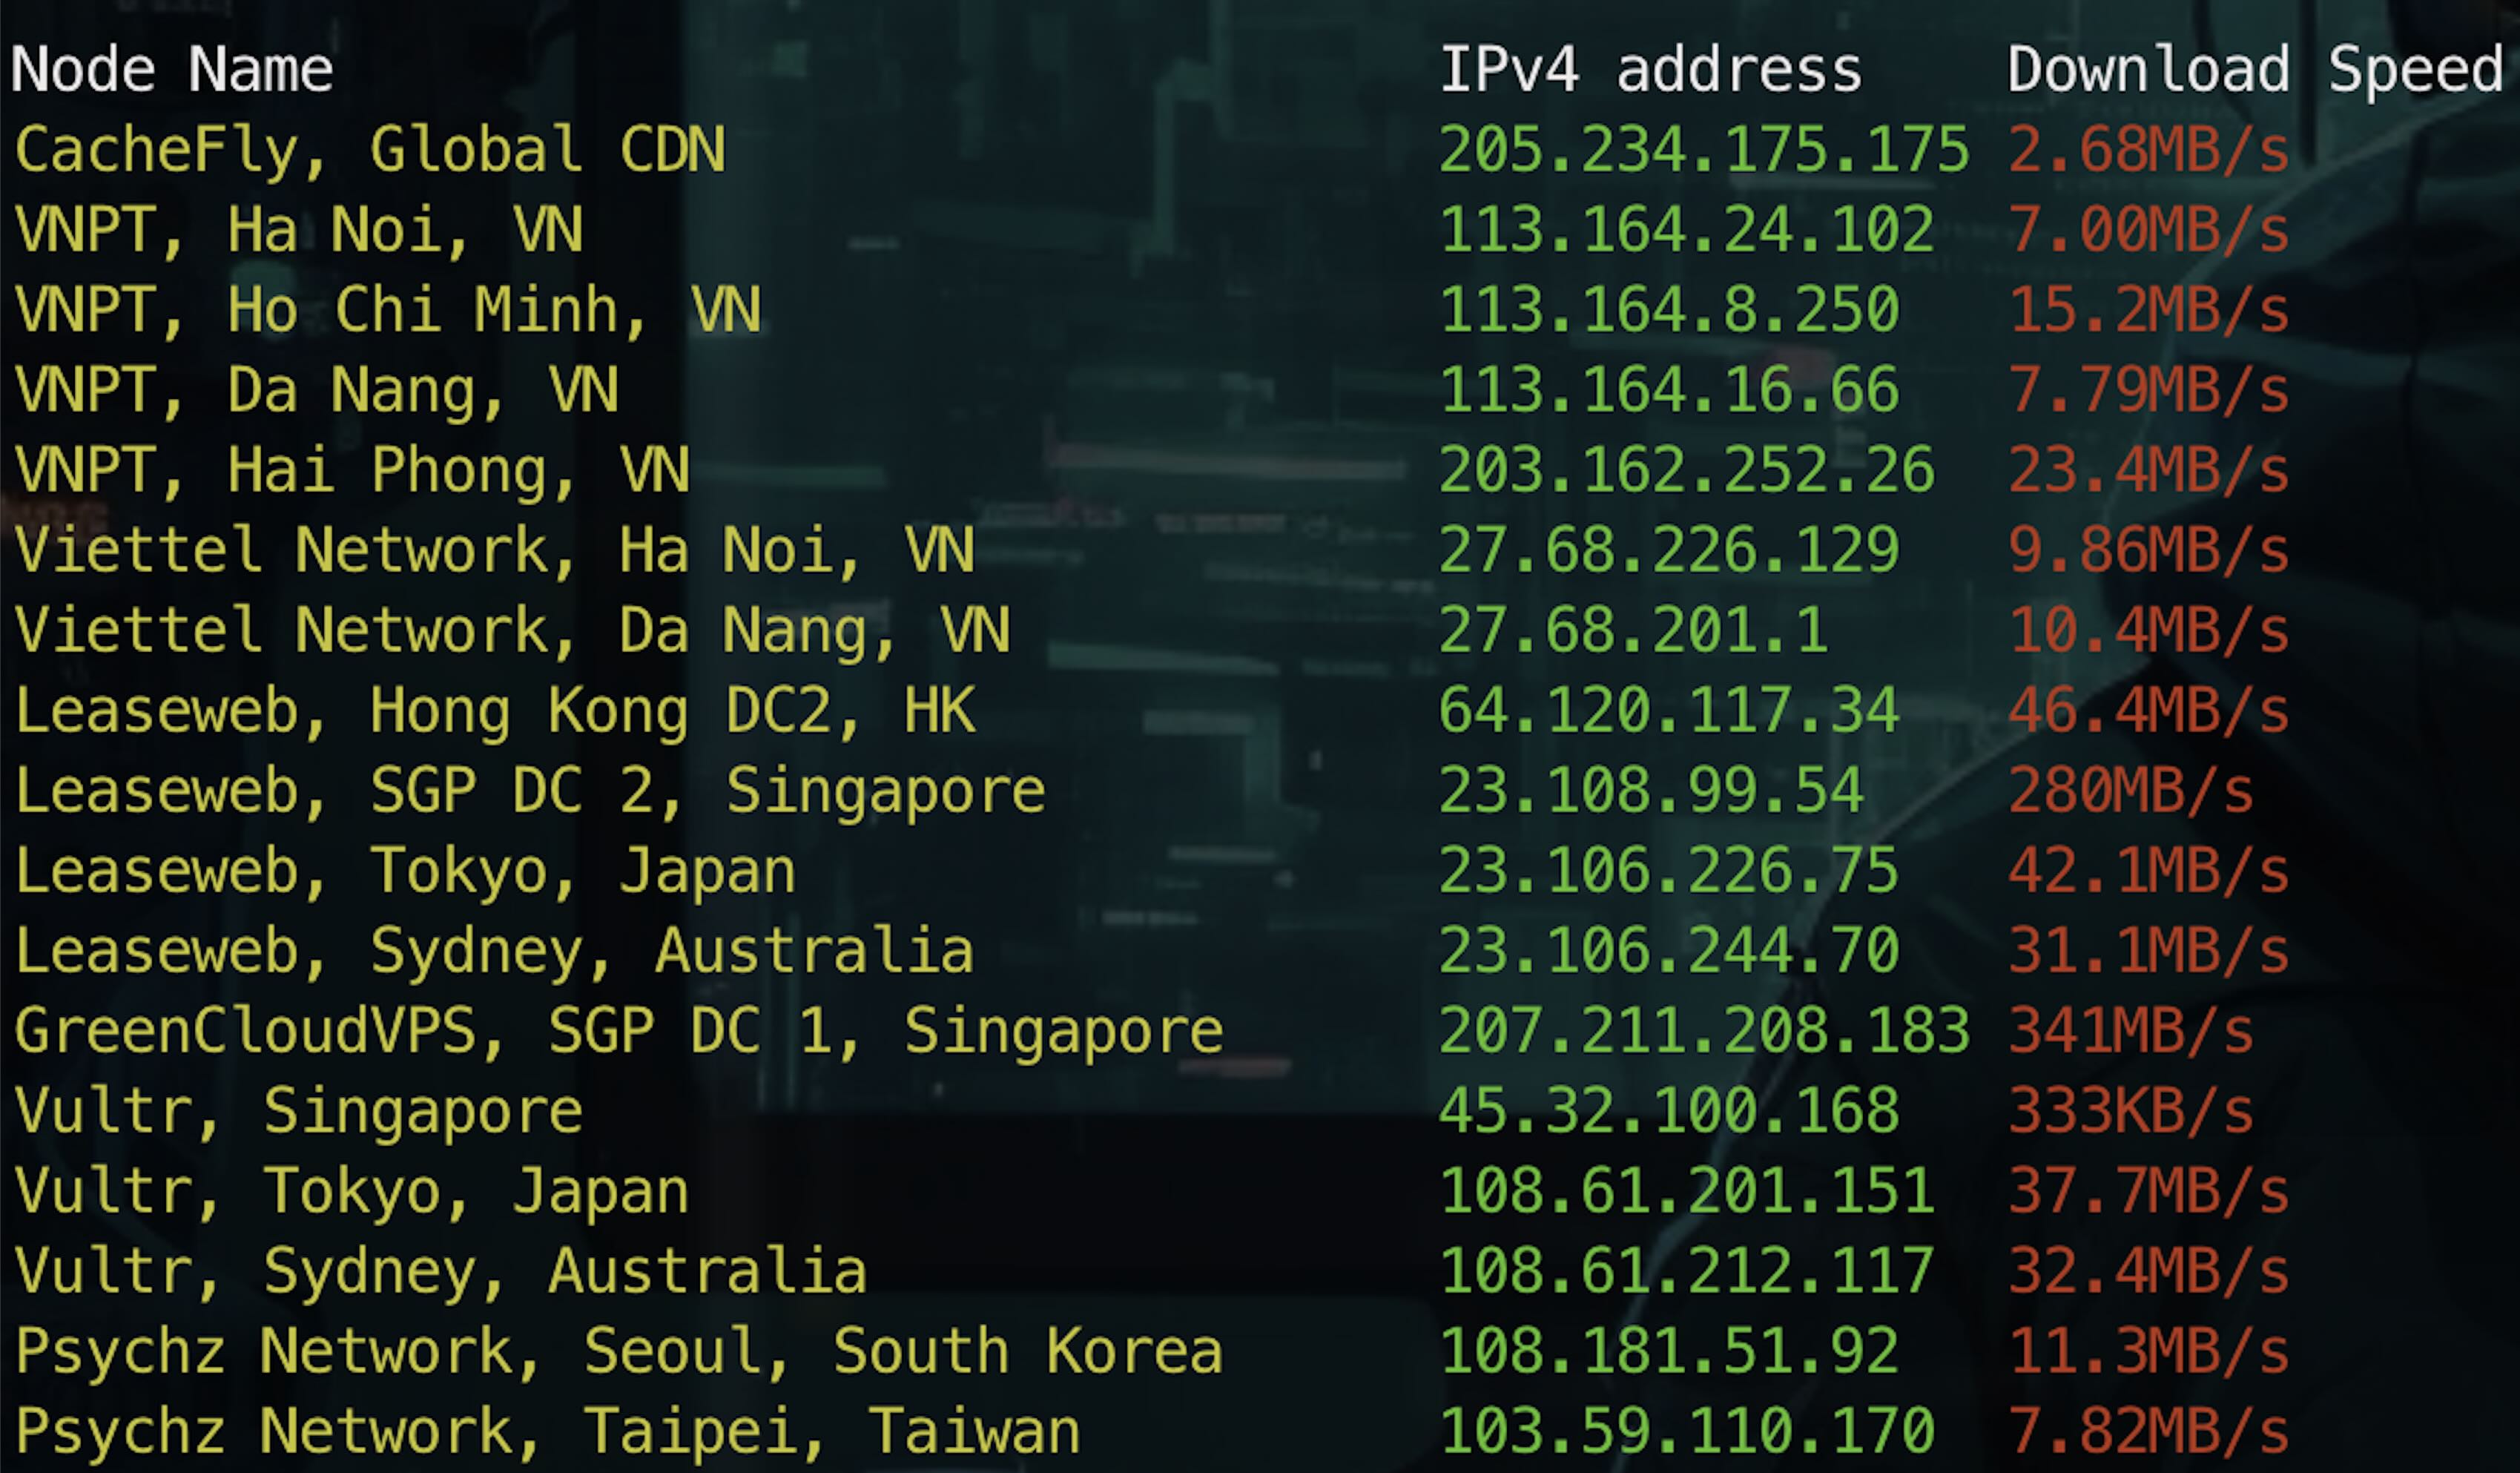 Node Name IPv4 address Download Speed
CacheFly, Global CDN 205.234.175.175 2.68MB/s
VNPT, Ha Noi, VN 113.164.24.102 7.00MB/s
VNPT, Ho Chi Minh, VN 113.164.8.250 15.2MB/s
VNPT, Da Nang, VN 113.164.16.66 7.79MB/s
VNPT, Hai Phong, VN 203.162.252.26 23.4MB/s
Viettel Network, Ha Noi, VN 27.68.226.129 9.86MB/s
Viettel Network, Da Nang, VN 27.68.201.1 10.4MB/s
Leaseweb, Hong Kong DC2, HK 64.120.117.34 46.4MB/s
Leaseweb, SGP DC 2, Singapore 23.108.99.54 280MB/s
Leaseweb, Tokyo, Japan 23.106.226.75 42.1MB/s
Leaseweb, Sydney, Australia 23.106.244.70 31.1MB/s
GreenCloudVPS, SGP DC 1, Singapore 207.211.208.183 341MB/s
Vultr, Singapore 45.32.100.168 333KB/s
Vultr, Tokyo, Japan 108.61.201.151 37.7MB/s
Vultr, Sydney, Australia 108.61.212.117 32.4MB/s
Psychz Network, Seoul, South Korea 108.181.51.92 11.3MB/s
Psychz Network, Taipei, Taiwan 103.59.110.170 7.82MB/s